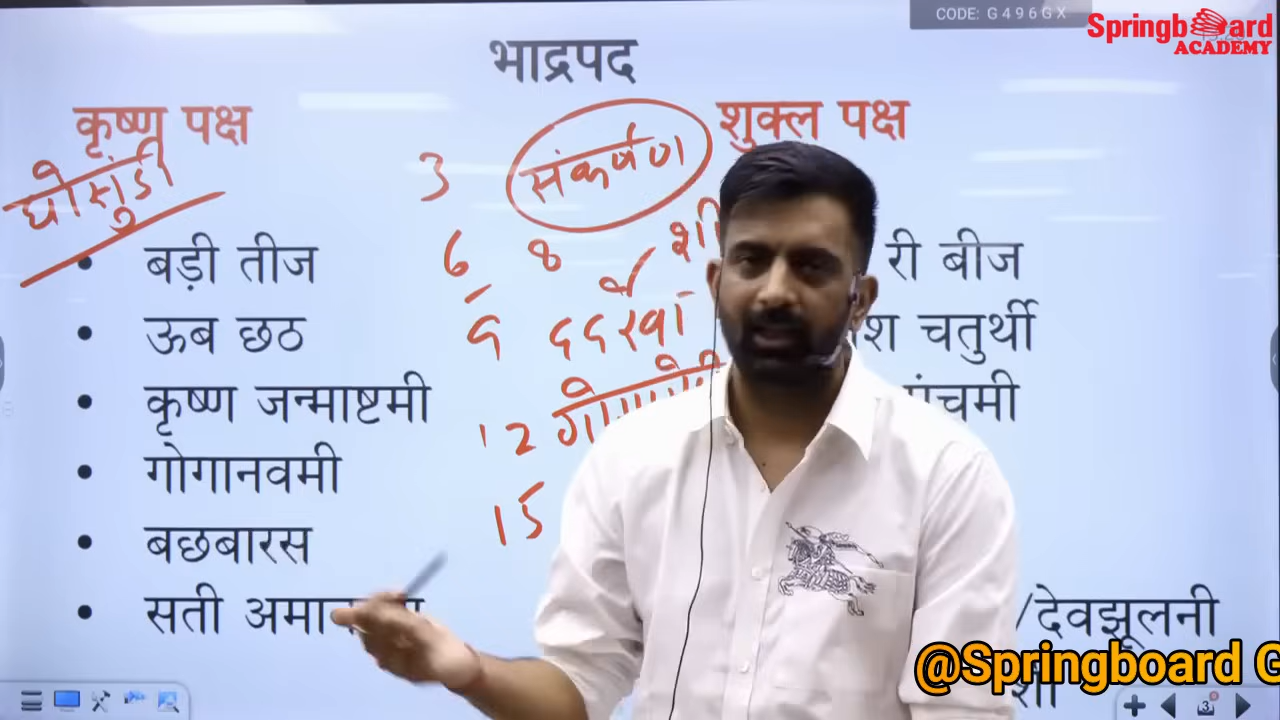 CODE: G496GX
Springboard
ACADEMY
भाद्रपद
कृष्ण पक्ष
शुक्ल पक्ष
घोसुंडी
3
संकर्षण
बड़ी तीज
6 8
री बीज
ऊब छठ
9
चतुर्थी
कृष्ण जन्माष्टमी
12
गोगानवमी
15
बछबारस
सती
/देवझूलनी
@Springboard G
3